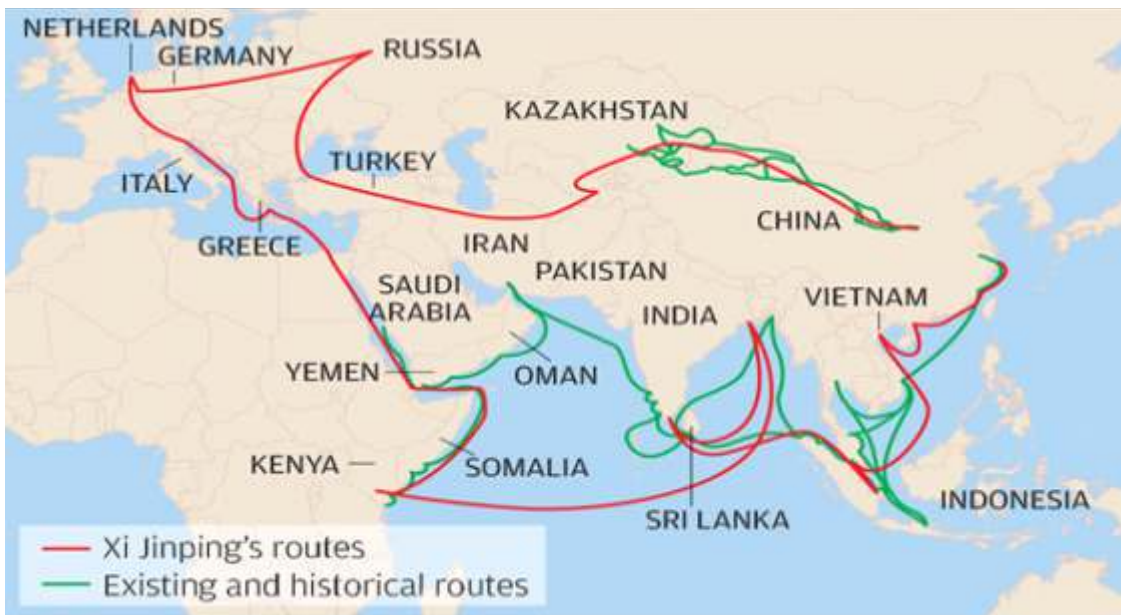 NETHERLANDS
GERMANY
RUSSIA
KAZAKHSTAN
TURKEY
ITALY
CHINA
GREECE
IRAN
PAKISTAN
SAUDI
ARABIA
INDIA
VIETNAM
YEMEN
OMAN
KENYA
SOMALIA
SRI LANKA
INDONESIA
Xi Jinping's routes
Existing and historical routes